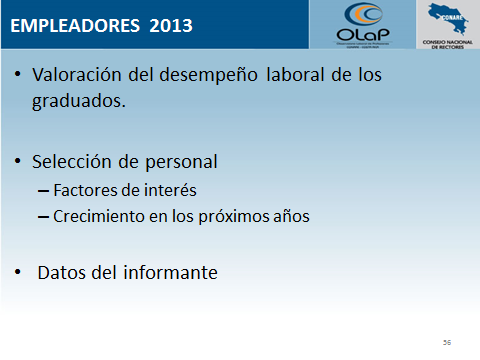 EMPLEADORES 2013
OLaP
CONARE
CONSEJO NACIONAL
DE RECTORES
• Valoración del desempeño laboral de los
graduados.
• Selección de personal
– Factores de interés
– Crecimiento en los próximos años
• Datos del informante
56